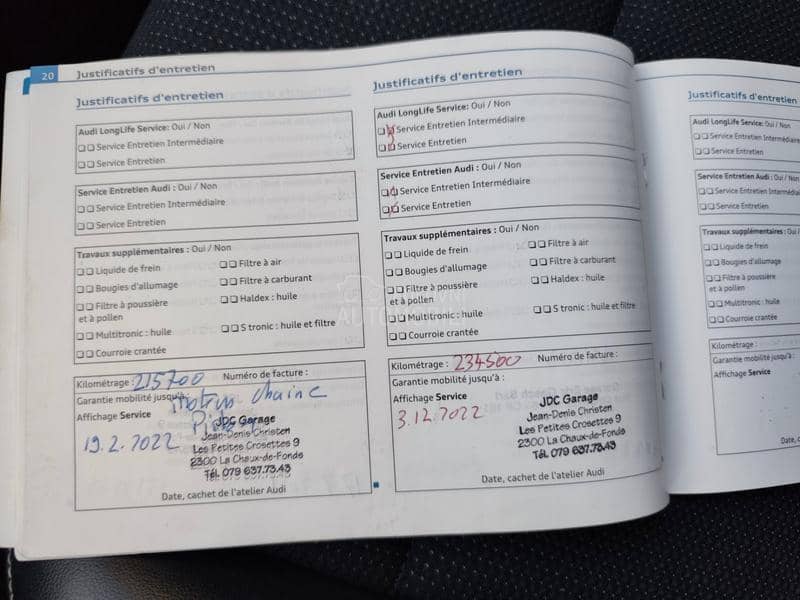 20
Justificatifs d'entretien
Justificatifs d'entretien
Audi LongLife Service: Oui / Non
Service Entretien Intermédiaire
Service Entretien
Service Entretien Audi : Oui / Non
Service Entretien Intermédiaire
Service Entretien
Travaux supplémentaires : Oui / Non
Liquide de frein
Filtre à air
Bougies d'allumage
Filtre à carburant
Filtre à poussière
et à pollen
Haldex : huile
Multitronic : huile
S tronic : huile et filtre
Courroie crantée
Kilométrage : 215700 Numéro de facture :
Garantie mobilité jusqu'à :
chaine
Affichage Service
19.2.2022
JDC Garage
Jean-Denis Christen
Les Petites Crosettes 9
2300 La Chaux-de-Fonds
Tél. 079 637.73.43
Date, cachet de l'atelier Audi
Justificatifs d'entretien
Audi LongLife Service: Oui / Non
Service Entretien Intermédiaire
Service Entretien
Service Entretien Audi : Oui / Non
Service Entretien Intermédiaire
Service Entretien
Travaux supplémentaires : Oui / Non
Liquide de frein
Filtre à air
Bougies d'allumage
Filtre à carburant
Filtre à poussière
et à pollen
Haldex : huile
Multitronic : huile
S tronic : huile et filtre
Courroie crantée
Kilométrage : 234500 Numéro de facture :
Garantie mobilité jusqu'à :
Affichage Service
3.12.2022
JDC Garage
Jean-Denis Christen
Les Petites Crosettes 9
2300 La Chaux-de-Fonds
Tél. 079 637.73.43
Date, cachet de l'atelier Audi
Justificatifs d'entretien
Audi LongLife Service: Oui / Non
Service Entretien Intermédiaire
Service Entretien
Service Entretien Audi : Oui / Non
Service Entretien Intermédiaire
Service Entretien
Travaux supplémentaires : Oui
Liquide de frein
Bougies d'allumage
Filtre à poussière
et à pollen
Multitronic : huile
Courroie crantée
Kilométrage :
Garantie mobilité jusqu'à :
Affichage Service
Date, c